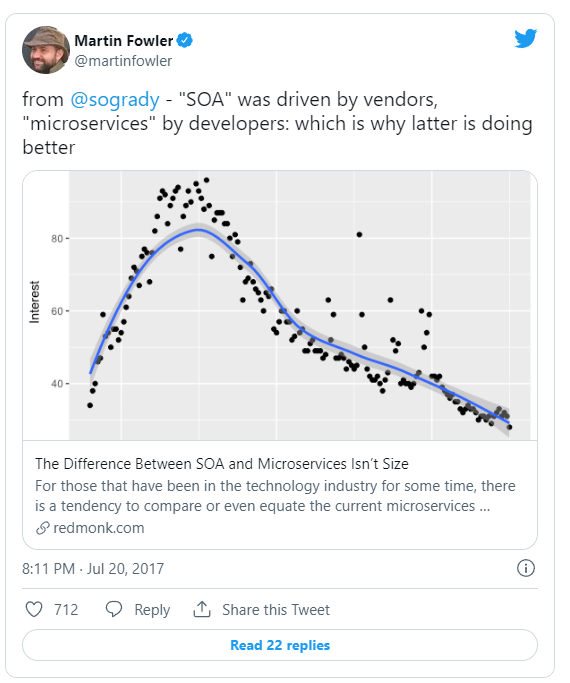 Martin Fowler
@martinfowler
from @sogrady - "SOA" was driven by vendors,
"microservices" by developers: which is why latter is doing
better
80
60
40
Interest
The Difference Between SOA and Microservices Isn’t Size
For those that have been in the technology industry for some time, there
is a tendency to compare or even equate the current microservices ...
redmonk.com
8:11 PM · Jul 20, 2017
712 Reply Share this Tweet
Read 22 replies